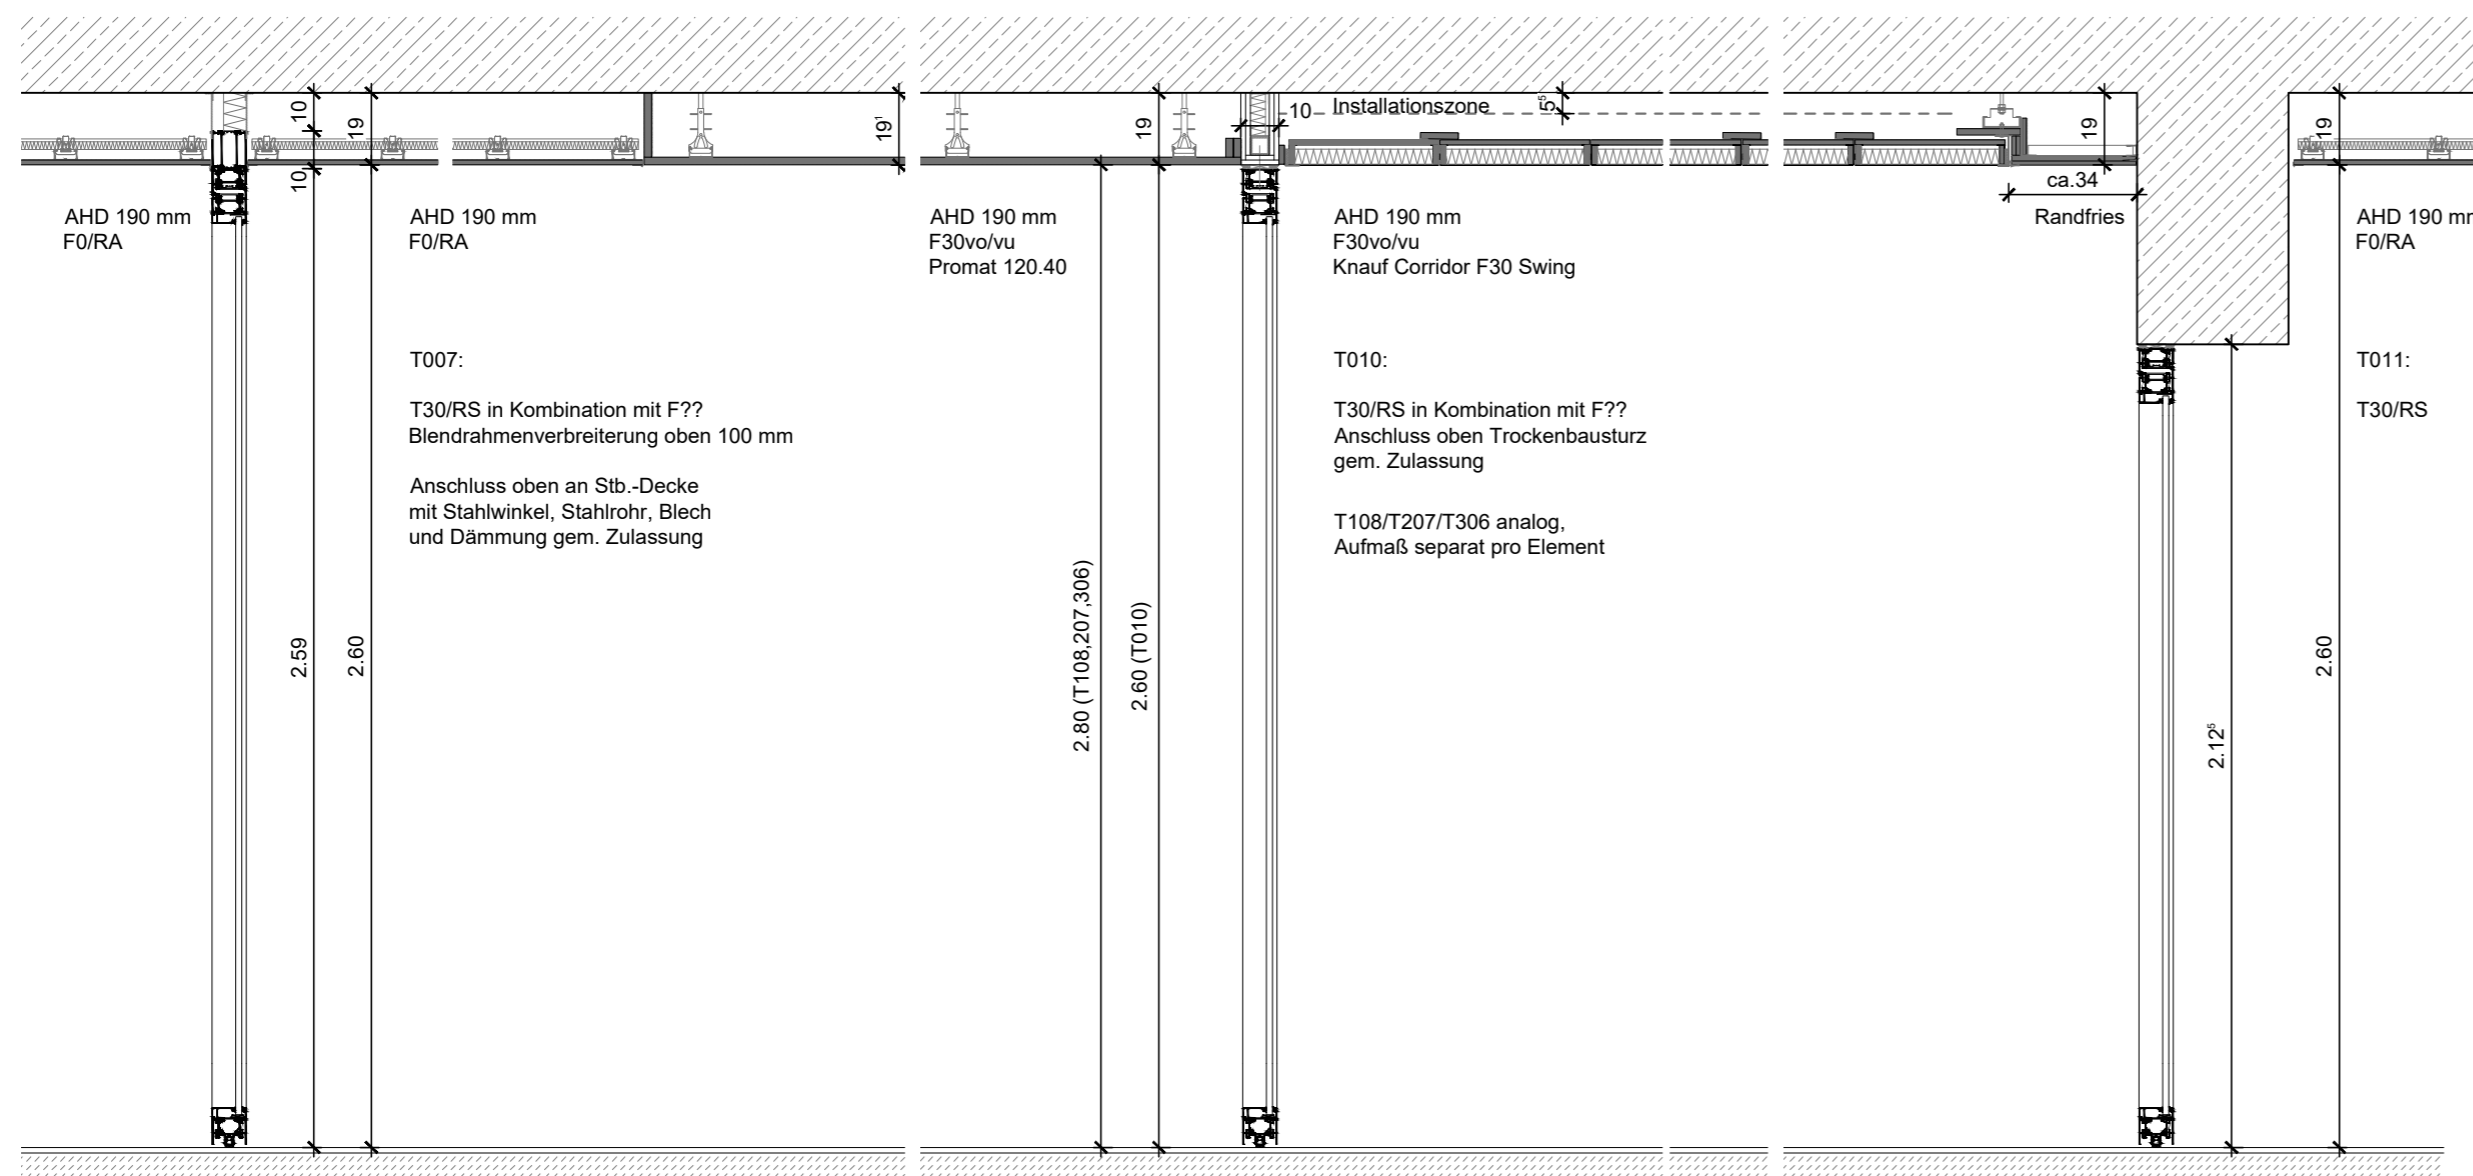 10
19
10
AHD 190 mm
F0/RA
AHD 190 mm
F0/RA
T007:
T30/RS in Kombination mit F??
Blendrahmenverbreiterung oben 100 mm
Anschluss oben an Stb.-Decke
mit Stahlwinkel, Stahlrohr, Blech
und Dämmung gem. Zulassung
2.59
2.60
19¹
19
10
Installationszone
5⁵
AHD 190 mm
F30vo/vu
Promat 120.40
AHD 190 mm
F30vo/vu
Knauf Corridor F30 Swing
T010:
T30/RS in Kombination mit F??
Anschluss oben Trockenbausturz
gem. Zulassung
T108/T207/T306 analog,
Aufmaß separat pro Element
2.80 (T108,207,306)
2.60 (T010)
19
ca.34
Randfries
2.12⁵
19
AHD 190 mm
F0/RA
T011:
T30/RS
2.60